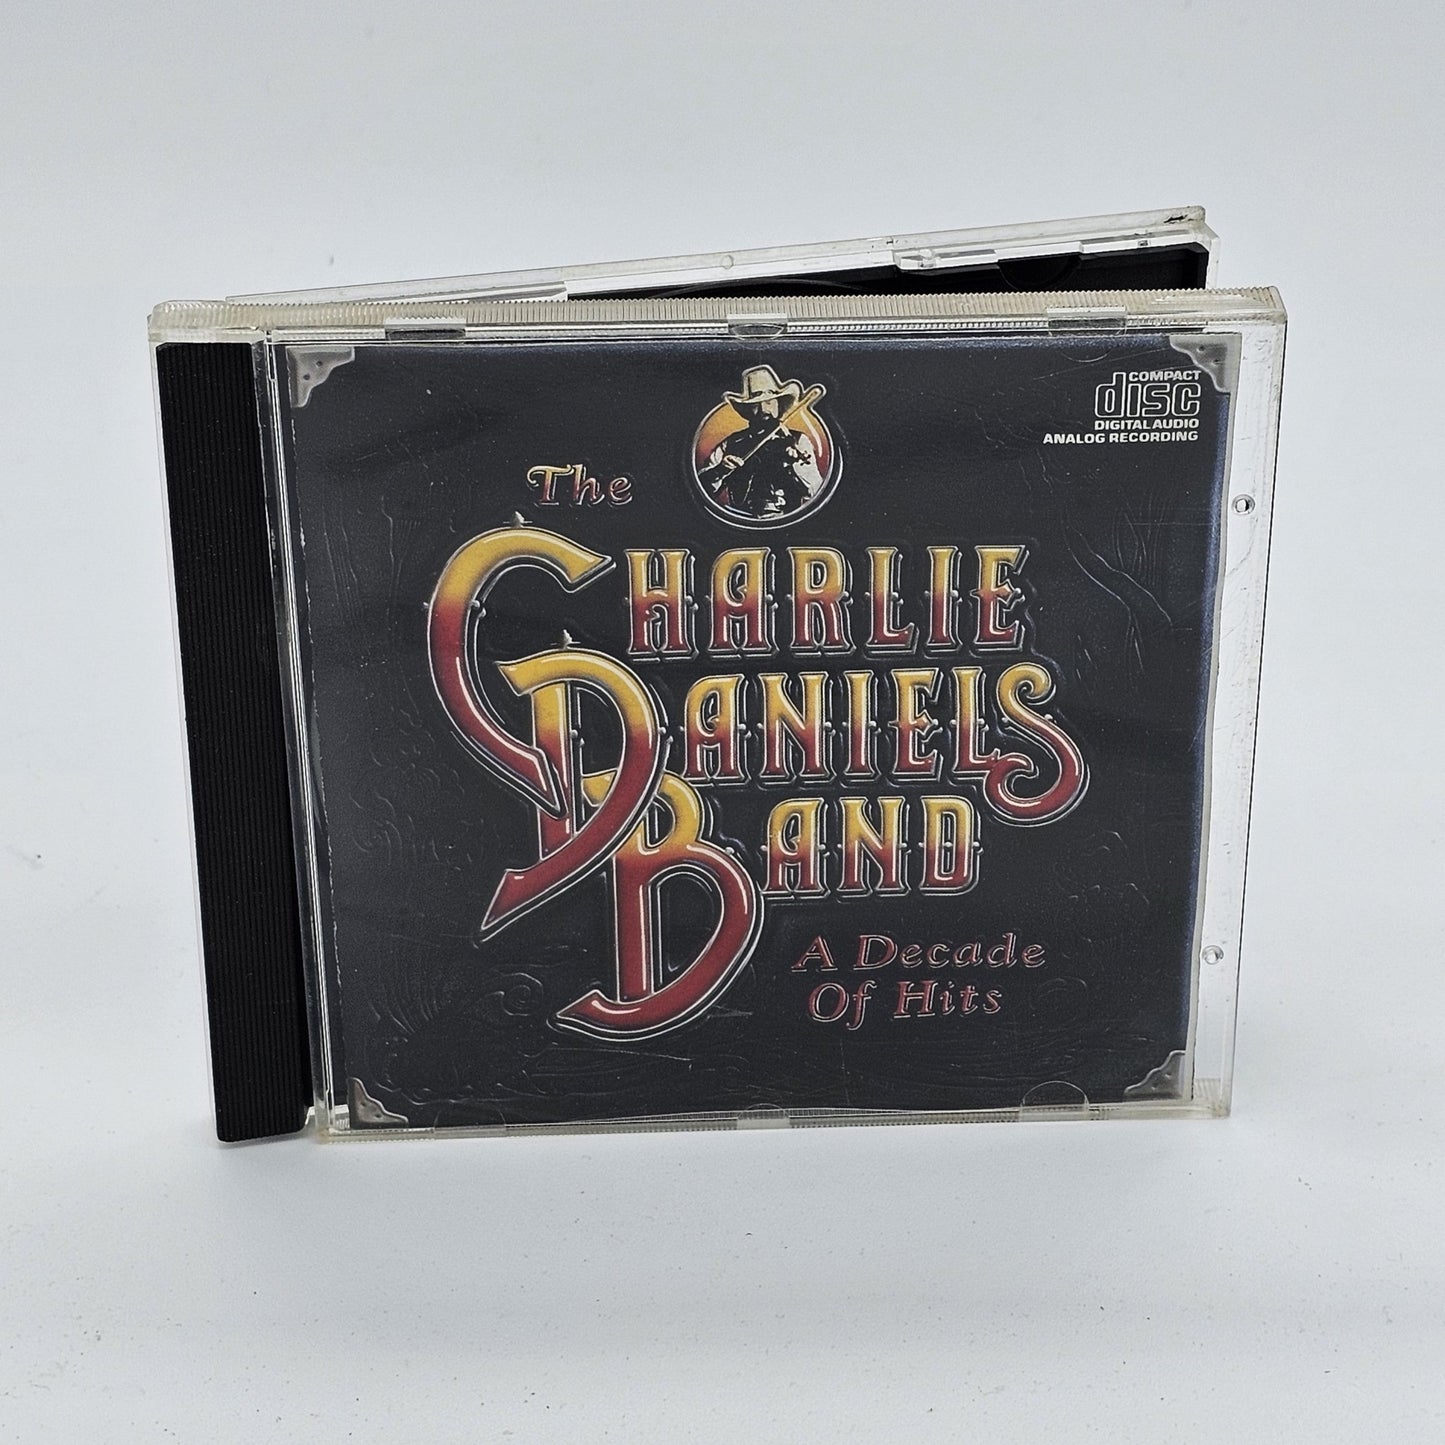 COMPACT
disc
DIGITAL AUDIO
ANALOG RECORDING
The
CHARLIE
DANIELS
BAND
A Decade
Of Hits